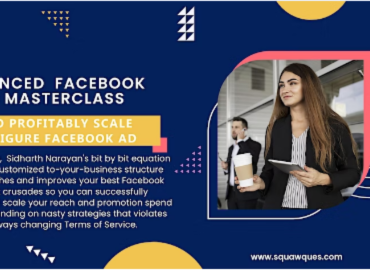 NCED FACEBOOK
MASTERCLASS
PROFITABLY SCALE
IGURE FACEBOOK AD
, Sidharth Narayan's bit by bit equation
ustomized to-your-business structure
hes and improves your best Facebook
crusades so you can successfully
scale your reach and promotion spend
nding on nasty strategies that violates
ways changing Terms of Service.
www.squawques.com